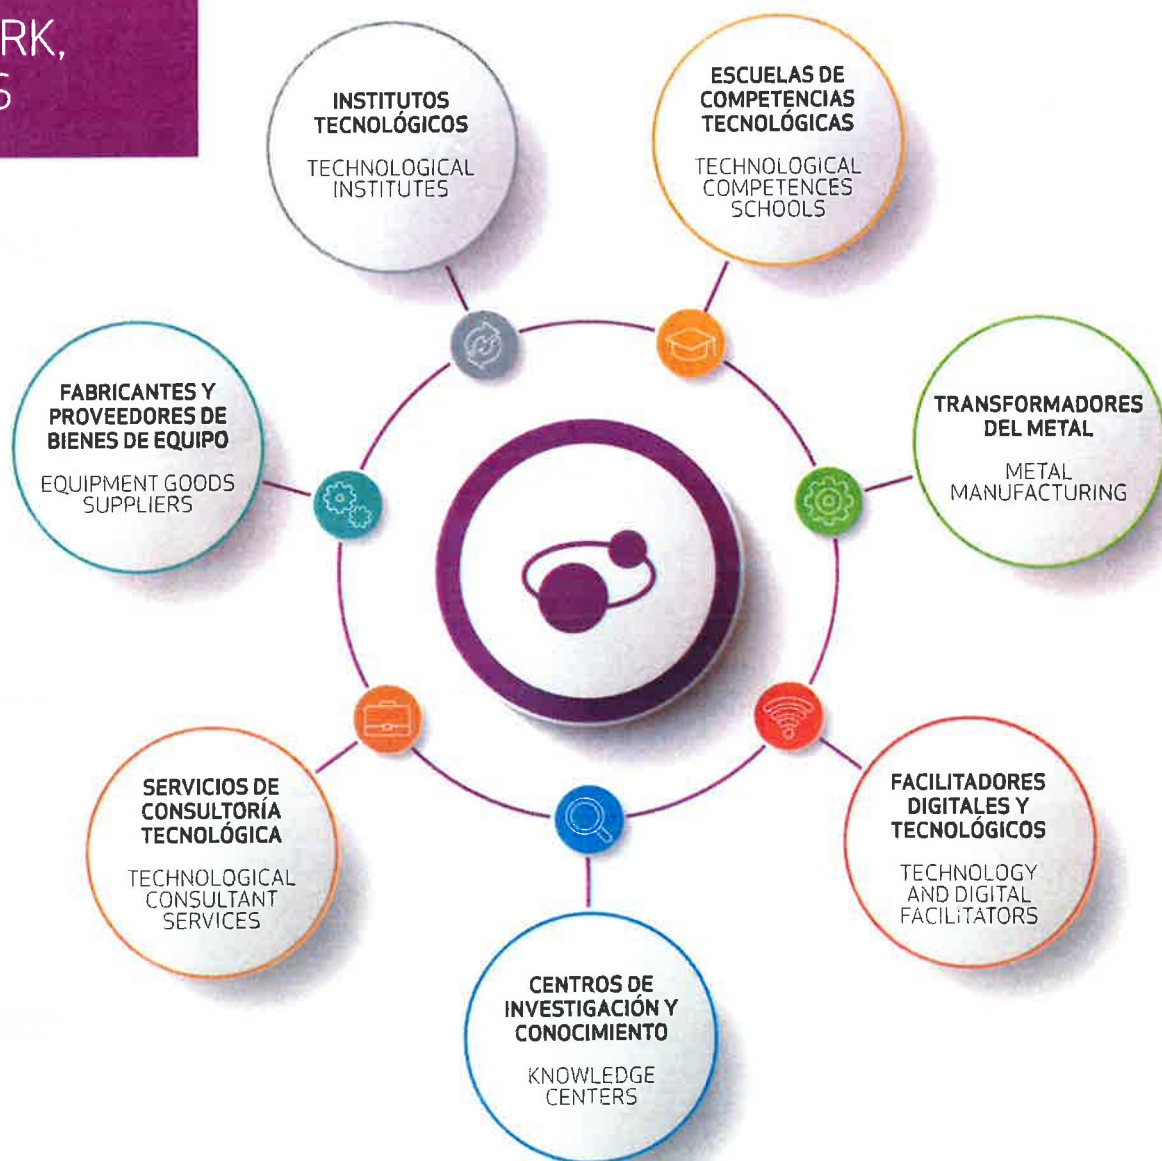 RK,
S
INSTITUTOS
TECNOLÓGICOS
TECHNOLOGICAL
INSTITUTES
ESCUELAS DE
COMPETENCIAS
TECNOLÓGICAS
TECHNOLOGICAL
COMPETENCES
SCHOOLS
FABRICANTES Y
PROVEEDORES DE
BIENES DE EQUIPO
EQUIPMENT GOODS
SUPPLIERS
TRANSFORMADORES
DEL METAL
METAL
MANUFACTURING
SERVICIOS DE
CONSULTORÍA
TECNOLÓGICA
TECHNOLOGICAL
CONSULTANT
SERVICES
FACILITADORES
DIGITALES Y
TECNOLÓGICOS
TECHNOLOGY
AND DIGITAL
FACILITATORS
CENTROS DE
INVESTIGACIÓN Y
CONOCIMIENTO
KNOWLEDGE
CENTERS